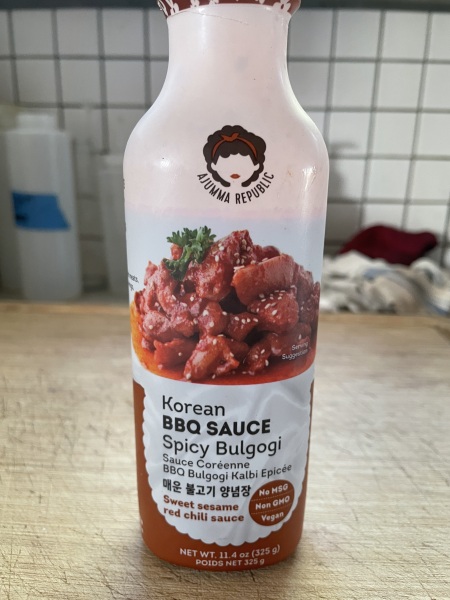 AJUMMA REPUBLIC
Serving
Suggestion
Korean
BBQ SAUCE
Spicy Bulgogi
Sauce Coréenne
BBQ Bulgogi Kalbi Epicée
매운 불고기 양념장
Sweet sesame
red chili sauce
No MSG
Non GMO
Vegan
NET WT. 11.4 oz (325 g)
POIDS NET 325 g